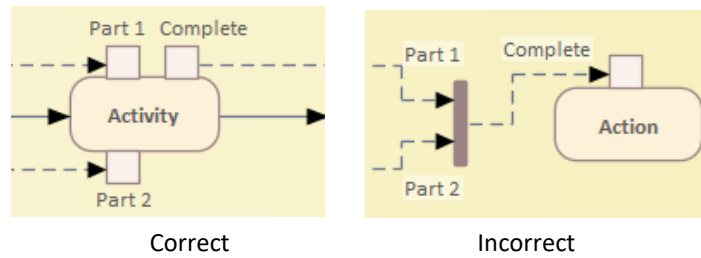 Part 1 Complete
Activity
Part 2
Correct
Part 1
Complete
Action
Part 2
Incorrect